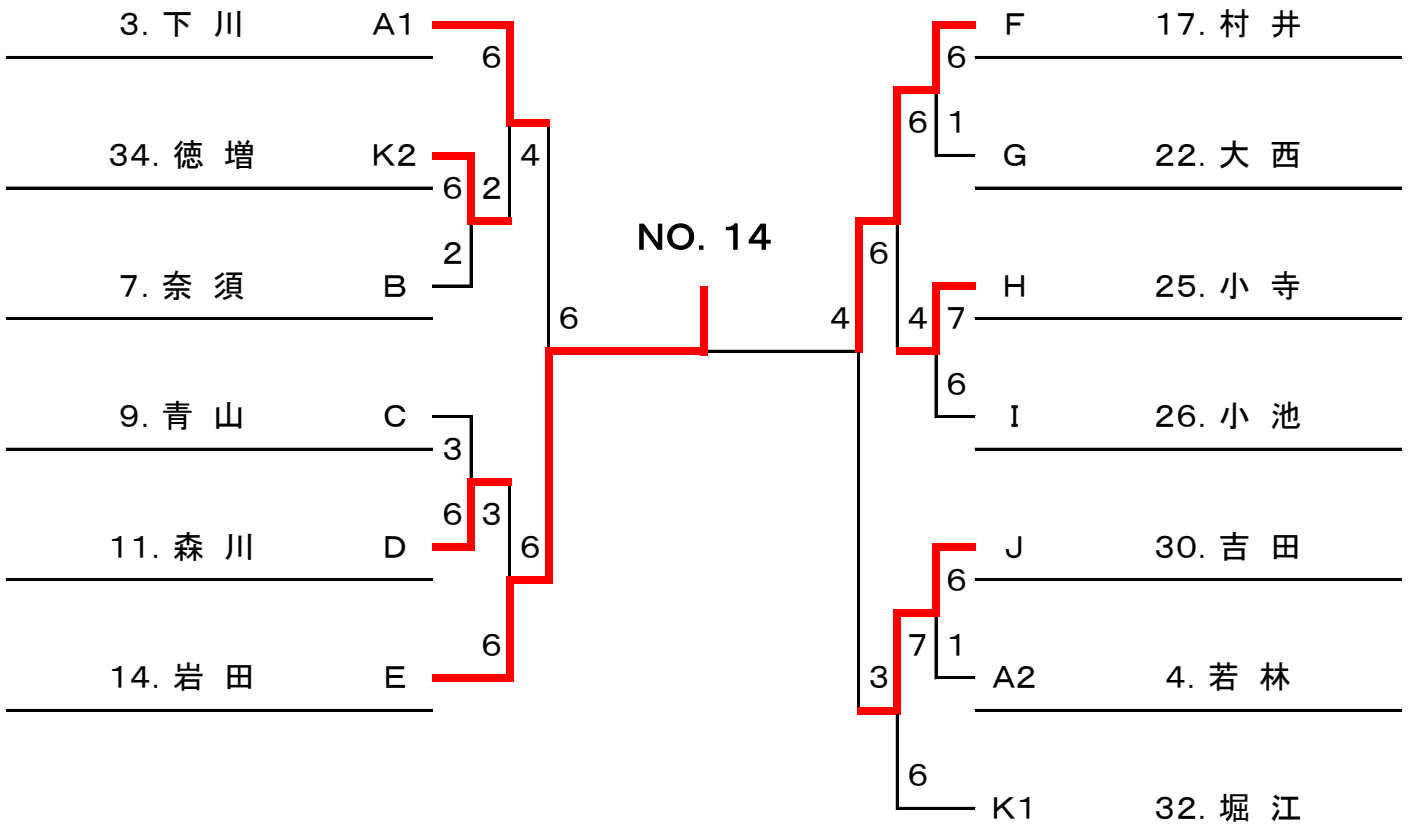 3. 下 川 A1
6
34. 徳 増 K2
6 2 4
2
7. 奈 須 B
6
9. 青 山 C
3
6 3
11. 森 川 D
6
6
14. 岩 田 E
NO. 14
F 17. 村 井
6
6 1
G 22. 大 西
6
H 25. 小 寺
4 4 7
6
I 26. 小 池
J 30. 吉 田
6
7 1
3
A2 4. 若 林
6
K1 32. 堀 江